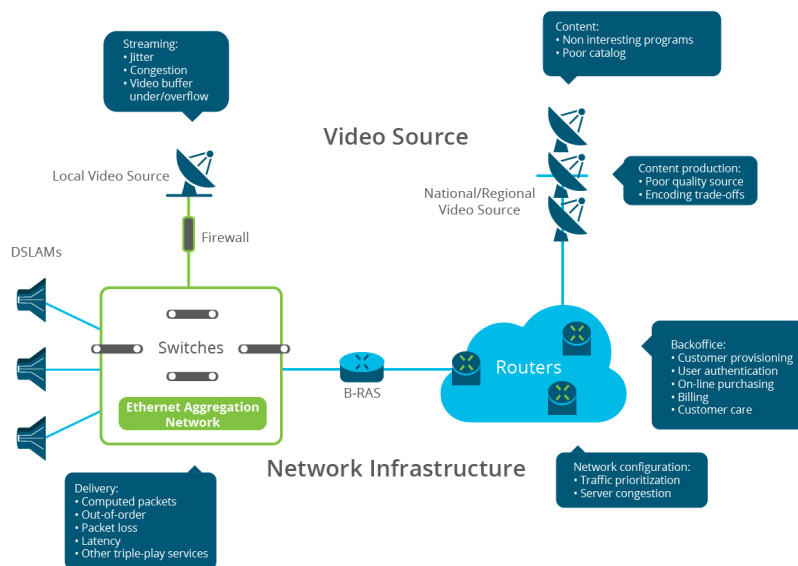 Streaming:
• Jitter
• Congestion
• Video buffer
under/overflow
Content:
• Non interesting programs
• Poor catalog
Video Source
Local Video Source
National/Regional
Video Source
Content production:
• Poor quality source
• Encoding trade-offs
Firewall
DSLAMs
Switches
Ethernet Aggregation
Network
B-RAS
Routers
Backoffice:
• Customer provisioning
• User authentication
• On-line purchasing
• Billing
• Customer care
Network Infrastructure
Network configuration:
• Traffic prioritization
• Server congestion
Delivery:
• Computed packets
• Out-of-order
• Packet loss
• Latency
• Other triple-play services